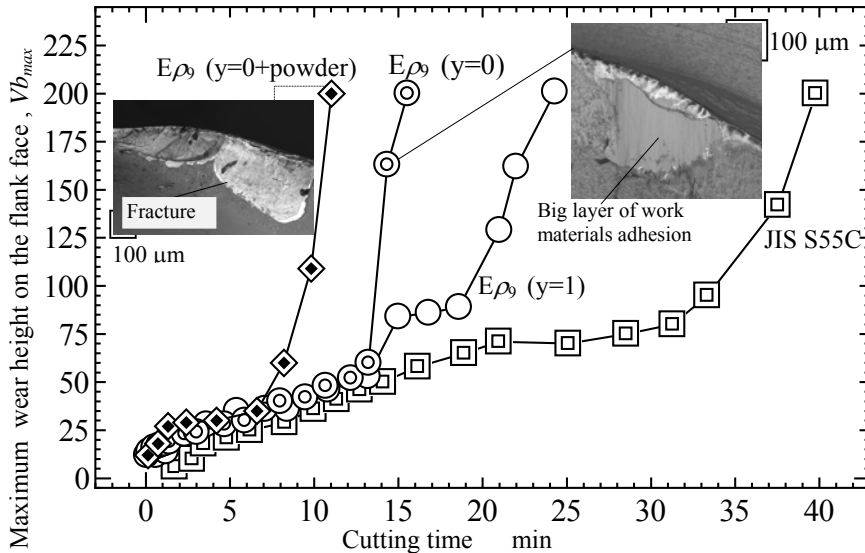 Maximum wear height on the flank face , Vb_max
225
200
175
150
125
100
75
50
25
0
0
5
10
15
20
25
30
35
40
Cutting time min
Eρ₉ (y=0+powder)
Eρ₉ (y=0)
100 μm
Fracture
100 μm
Big layer of work
materials adhesion
JIS S55C
Eρ₉ (y=1)